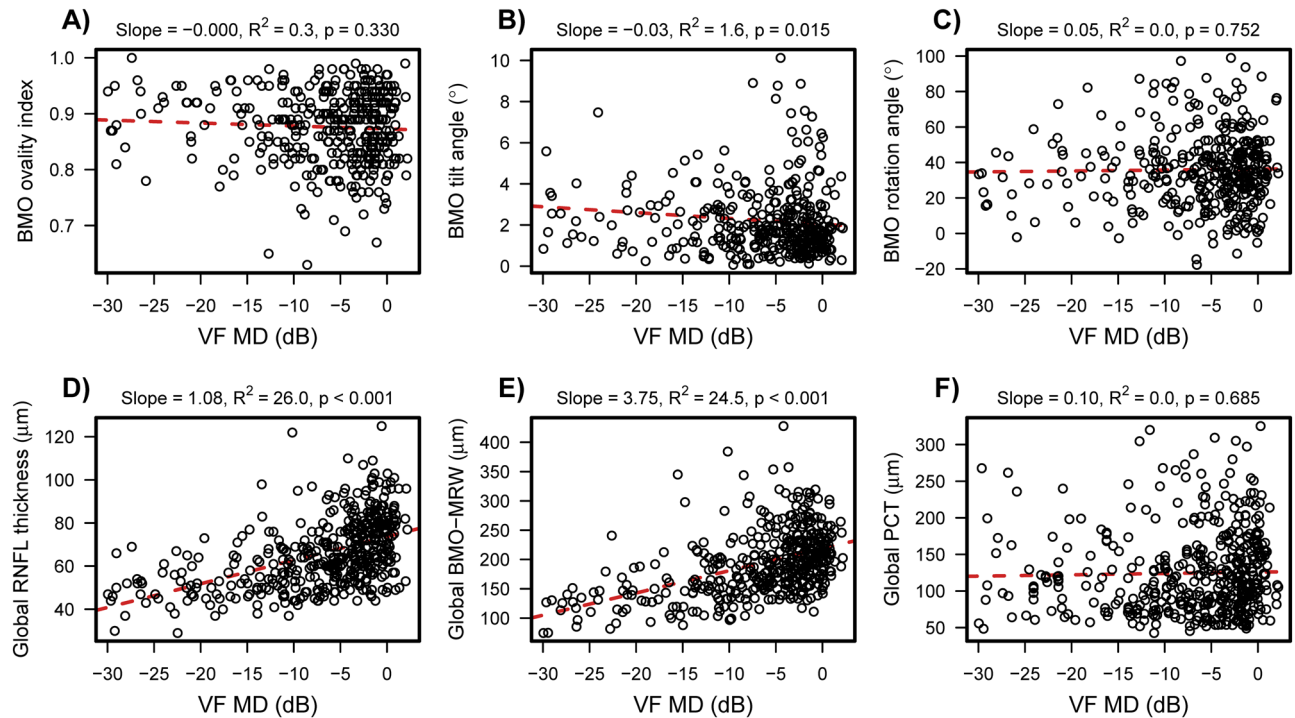 A)
Slope = −0.000, R² = 0.3, p = 0.330
BMO ovality index
1.0
0.9
0.8
0.7
−30 −25 −20 −15 −10 −5 0
VF MD (dB)
B)
Slope = −0.03, R² = 1.6, p = 0.015
BMO tilt angle (°)
10
8
6
4
2
0
−30 −25 −20 −15 −10 −5 0
VF MD (dB)
C)
Slope = 0.05, R² = 0.0, p = 0.752
BMO rotation angle (°)
100
80
60
40
20
0
−20
−30 −25 −20 −15 −10 −5 0
VF MD (dB)
D)
Slope = 1.08, R² = 26.0, p < 0.001
Global RNFL thickness (μm)
120
100
80
60
40
−30 −25 −20 −15 −10 −5 0
VF MD (dB)
E)
Slope = 3.75, R² = 24.5, p < 0.001
Global BMO−MRW (μm)
400
350
300
250
200
150
100
−30 −25 −20 −15 −10 −5 0
VF MD (dB)
F)
Slope = 0.10, R² = 0.0, p = 0.685
Global PCT (μm)
300
250
200
150
100
50
−30 −25 −20 −15 −10 −5 0
VF MD (dB)